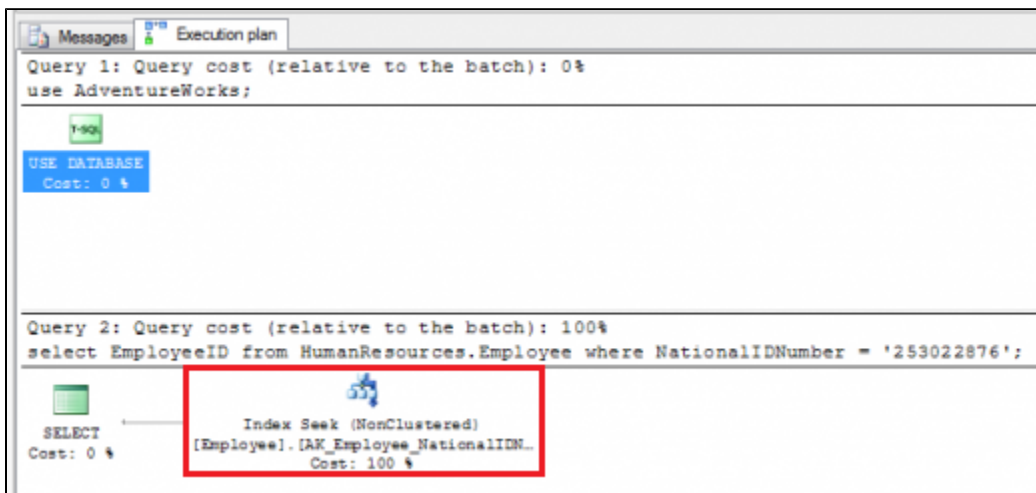 Messages Execution plan
Query 1: Query cost (relative to the batch): 0%
use AdventureWorks;
T-SQL
USE DATABASE
Cost: 0 %
Query 2: Query cost (relative to the batch): 100%
select EmployeeID from HumanResources.Employee where NationalIDNumber = '253022876';
SELECT
Cost: 0 %
Index Seek (NonClustered)
[Employee].[AK_Employee_NationalIDN…
Cost: 100 %